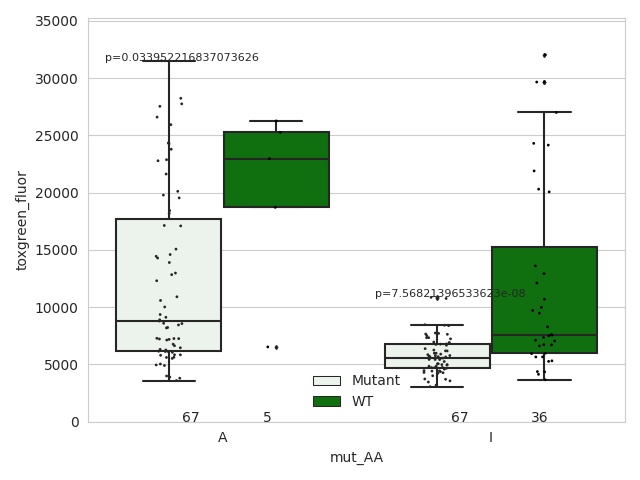 35000
30000
25000
20000
15000
10000
5000
0
toxgreen_fluor
p=0.033952216837073626
p=7.56821396533623e-08
Mutant
WT
67
5
67
36
A
I
mut_AA